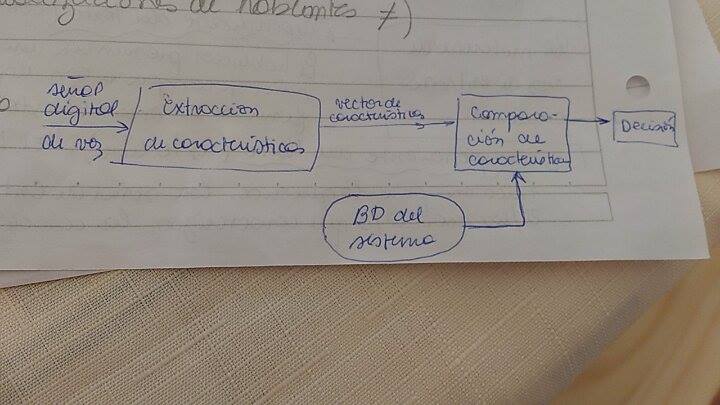 de hablantes ≠)
señal
digital
de voz
Extracción
de características
vector de
características
Compara-
ción de
características
Decisión
BD del
sistema